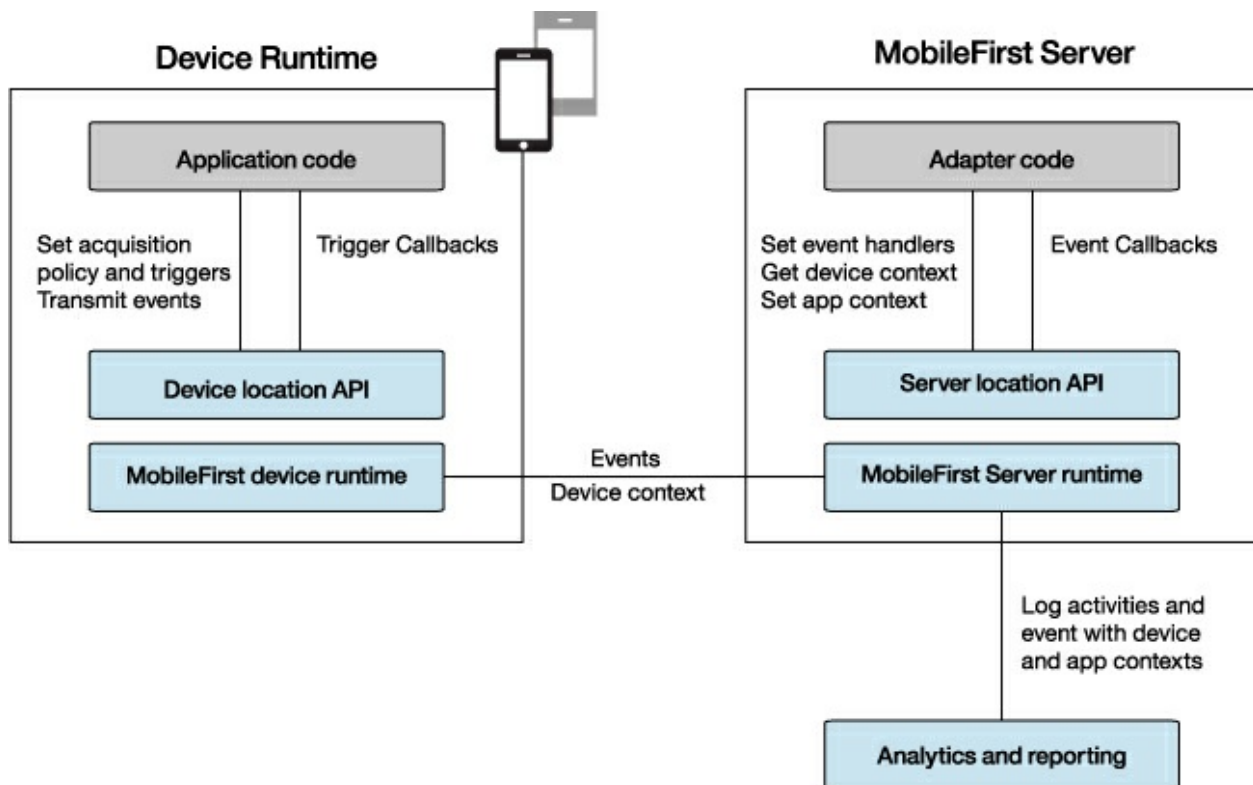 Device Runtime
MobileFirst Server
Application code
Adapter code
Set acquisition
policy and triggers
Transmit events
Trigger Callbacks
Set event handlers
Get device context
Set app context
Event Callbacks
Device location API
Server location API
MobileFirst device runtime
Events
Device context
MobileFirst Server runtime
Log activities and
event with device
and app contexts
Analytics and reporting